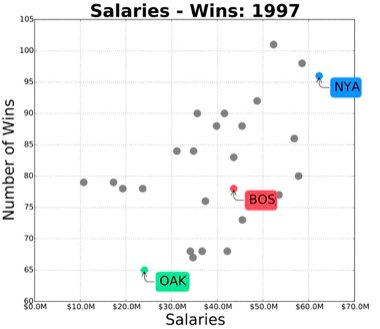 Salaries - Wins: 1997
Number of Wins
105
100
95
90
85
80
75
70
65
60
NYA
BOS
OAK
$0.0M $10.0M $20.0M $30.0M $40.0M $50.0M $60.0M $70.0M
Salaries